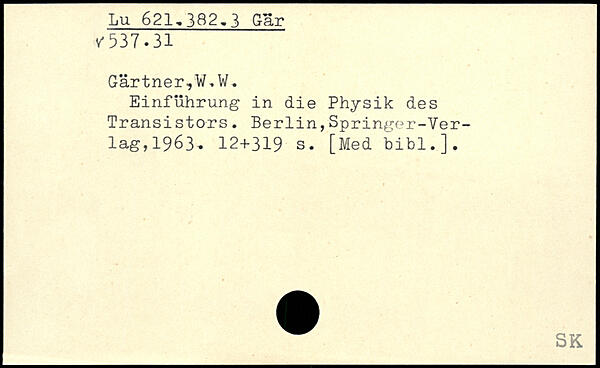 Lu 621.382.3 Gär
v 537.31
Gärtner,W.W.
Einführung in die Physik des
Transistors. Berlin,Springer-Ver-
lag,1963. 12+319 s. [Med bibl.].
SK